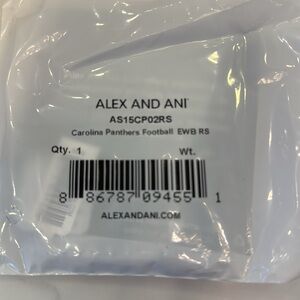 ALEX AND ANI
AS15CP02RS
Carolina Panthers Football EWB RS
Qty. 1 Wt.
8 86787 09455 1
ALEXANDANI.COM